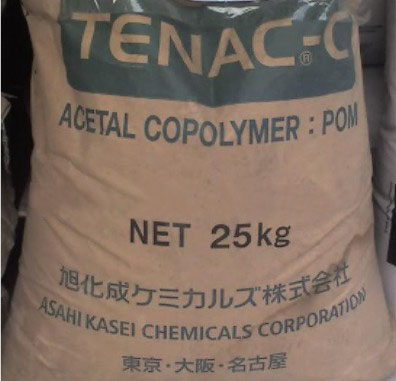 TENAC®-C
ACETAL COPOLYMER : POM
NET 25kg
旭化成ケミカルズ株式会社
ASAHI KASEI CHEMICALS CORPORATION
東京・大阪・名古屋